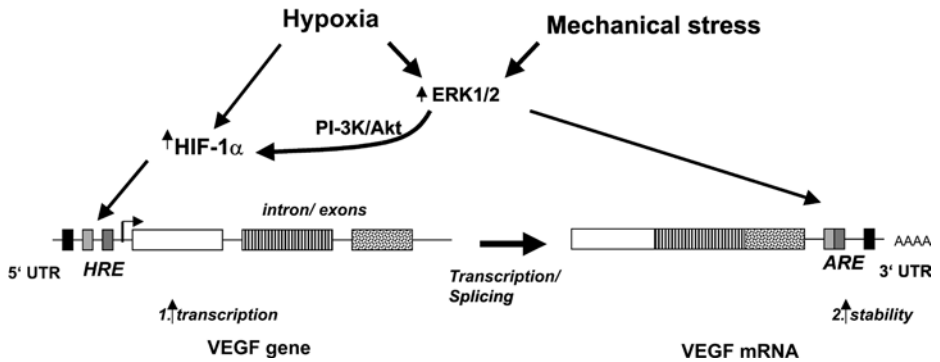 Hypoxia
Mechanical stress
ERK1/2
PI-3K/Akt
HIF-1α
intron/ exons
5' UTR
HRE
Transcription/
Splicing
ARE
AAAA
3' UTR
1. transcription
2. stability
VEGF gene
VEGF mRNA